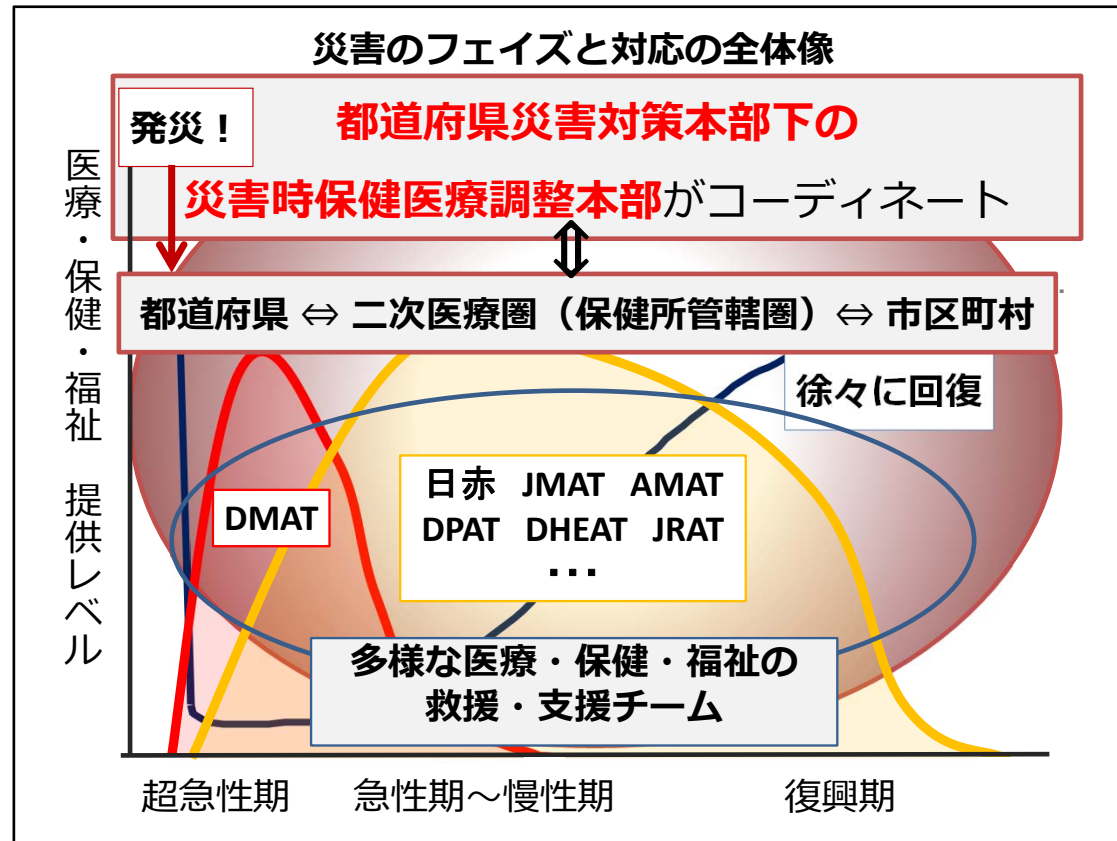 災害のフェイズと対応の全体像
発災！
都道府県災害対策本部下の
災害時保健医療調整本部がコーディネート
都道府県 ⇔ 二次医療圏（保健所管轄圏）⇔ 市区町村
医療・保健・福祉　提供レベル
徐々に回復
DMAT
日赤 JMAT AMAT
DPAT DHEAT JRAT
・・・
多様な医療・保健・福祉の
救援・支援チーム
超急性期 急性期～慢性期 復興期